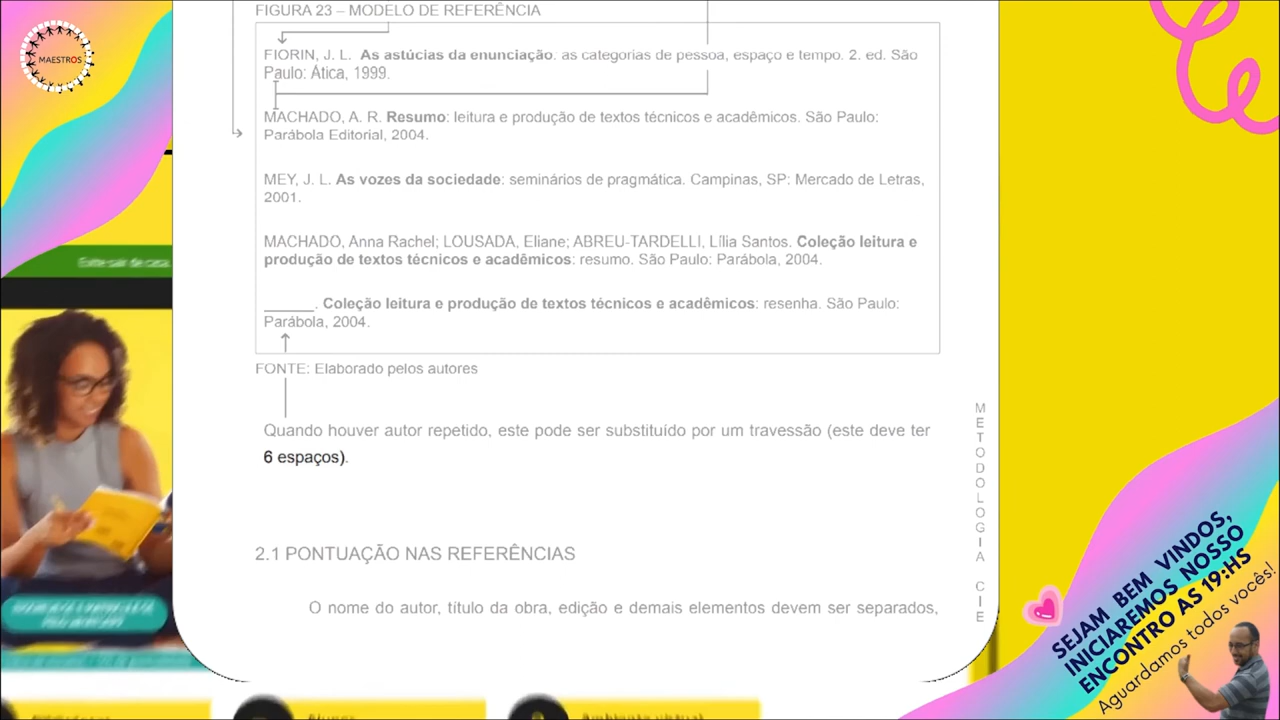 MAESTROS
FIGURA 23 – MODELO DE REFERÊNCIA
FIORIN, J. L. As astúcias da enunciação. as categorias de pessoa, espaço e tempo. 2. ed. São
Paulo: Ática, 1999.
MACHADO, A. R. Resumo: leitura e produção de textos técnicos e acadêmicos. São Paulo:
Parábola Editorial, 2004.
MEY, J. L. As vozes da sociedade: seminários de pragmática. Campinas, SP: Mercado de Letras,
2001.
MACHADO, Anna Rachel; LOUSADA, Eliane; ABREU-TARDELLI, Lília Santos. Coleção leitura e
produção de textos técnicos e acadêmicos: resumo. São Paulo: Parábola, 2004.
______. Coleção leitura e produção de textos técnicos e acadêmicos: resenha. São Paulo:
Parábola, 2004.
FONTE: Elaborado pelos autores
Quando houver autor repetido, este pode ser substituído por um travessão (este deve ter
6 espaços).
2.1 PONTUAÇÃO NAS REFERÊNCIAS
O nome do autor, título da obra, edição e demais elementos devem ser separados,
METODOLOGIA CIE
SEJAM BEM VINDOS,
INICIAREMOS NOSSO
ENCONTRO AS 19:HS
Aguardamos todos vocês!